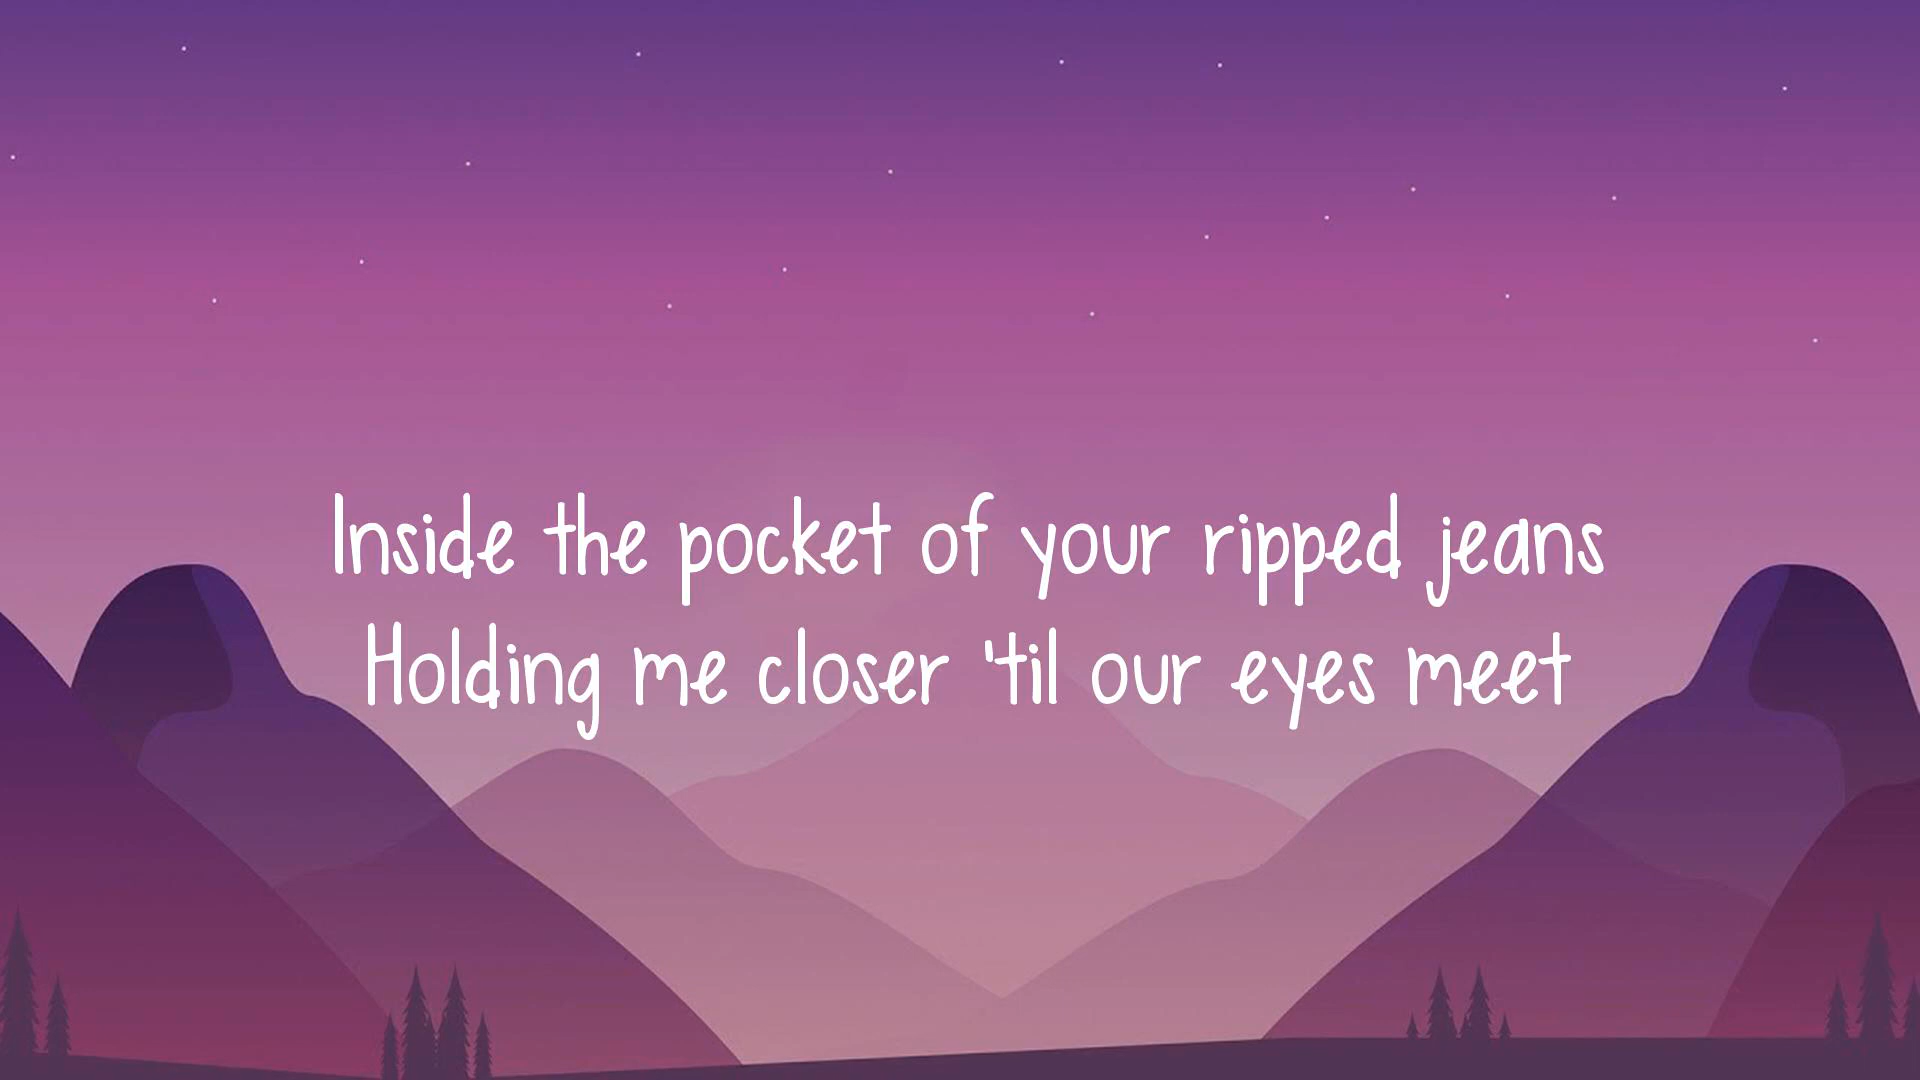 Inside the pocket of your ripped jeans
Holding me closer 'til our eyes meet